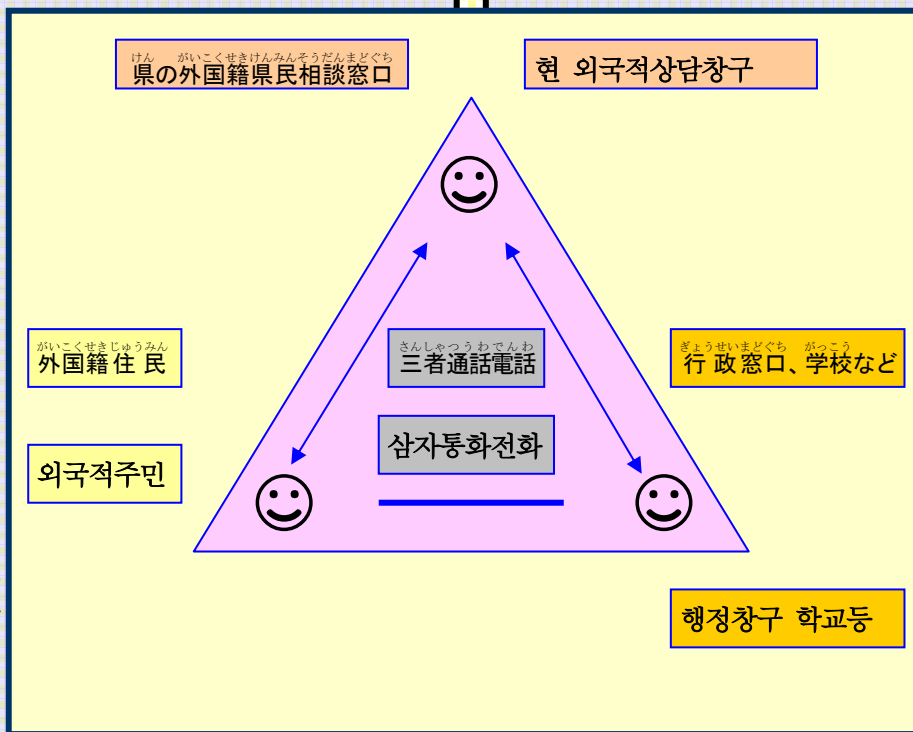 けん がいこくせきけんみんそうだんまどぐち
県の外国籍県民相談窓口
현 외국적상담창구
がいこくせきじゅうみん
外国籍住民
さんしゃつうわでんわ
三者通話電話
ぎょうせいまどぐち がっこう
行政窓口、学校など
외국적주민
삼자통화전화
행정창구 학교등